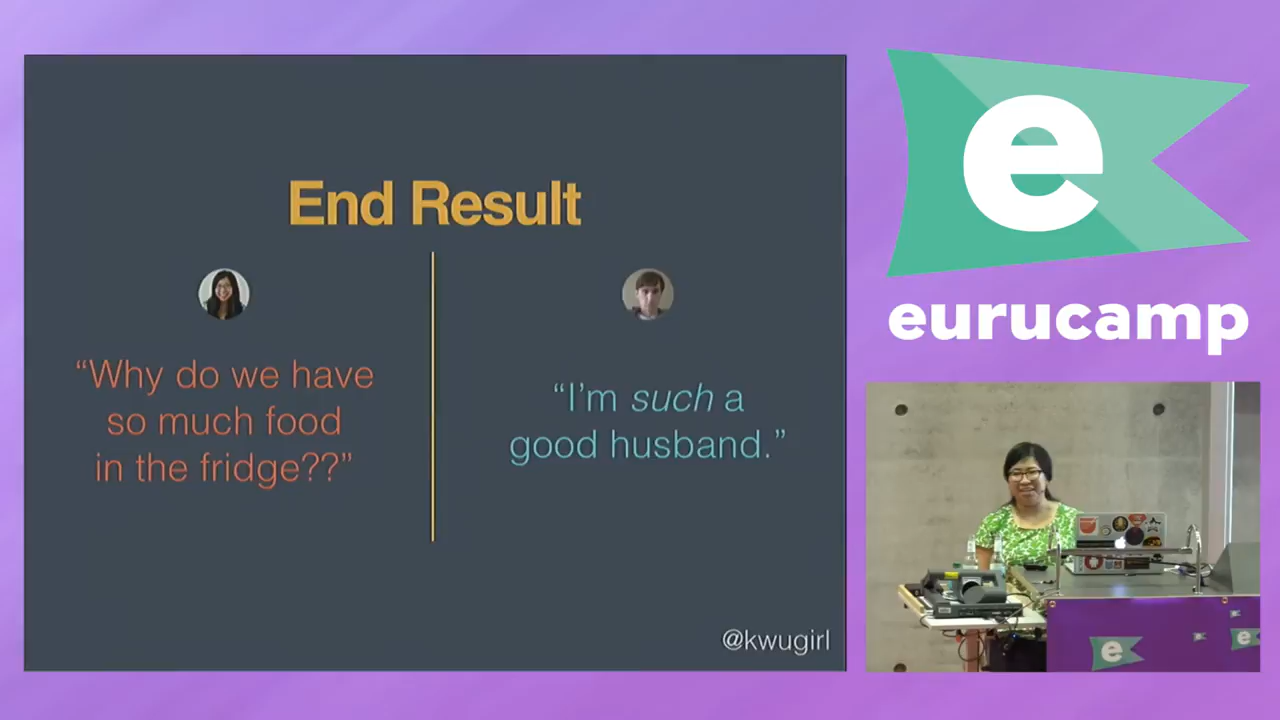 End Result
“Why do we have
so much food
in the fridge??”
“I’m such a
good husband.”
@kwugirl
e
eurucamp
e
e